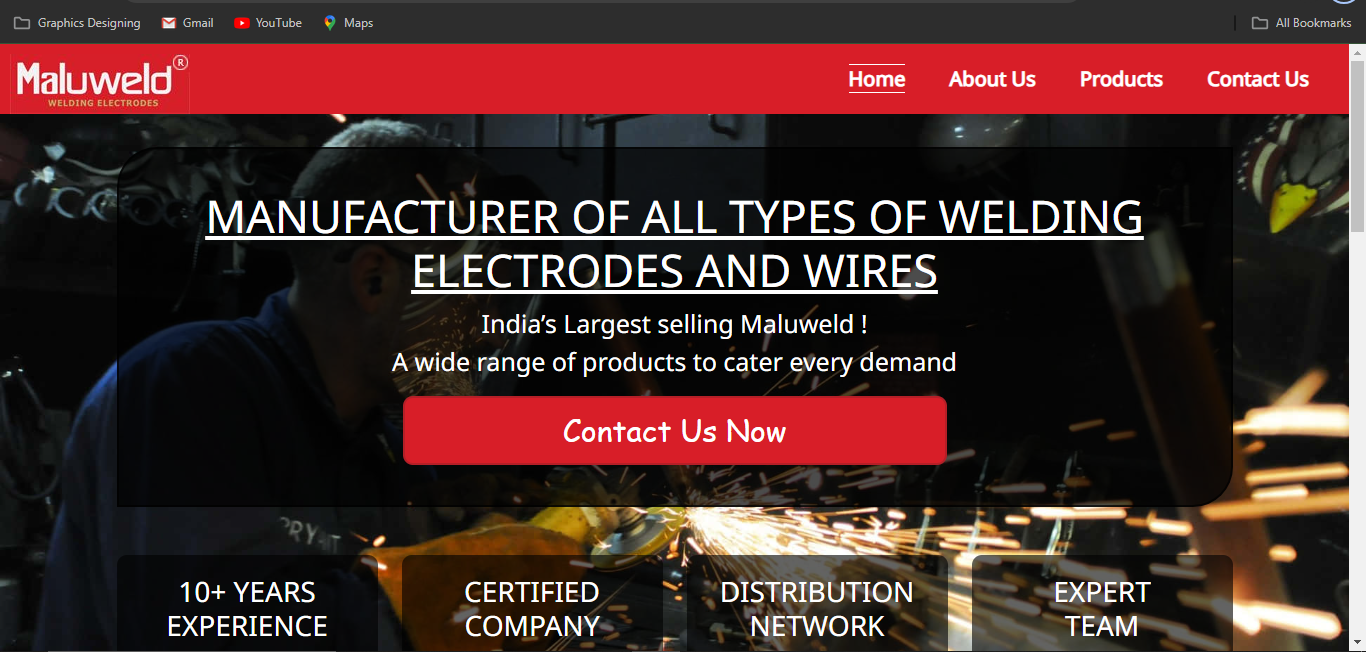 Graphics Designing
Gmail
YouTube
Maps
All Bookmarks
Maluweld®
WELDING ELECTRODES
Home
About Us
Products
Contact Us
MANUFACTURER OF ALL TYPES OF WELDING
ELECTRODES AND WIRES
India’s Largest selling Maluweld !
A wide range of products to cater every demand
Contact Us Now
10+ YEARS
EXPERIENCE
CERTIFIED
COMPANY
DISTRIBUTION
NETWORK
EXPERT
TEAM